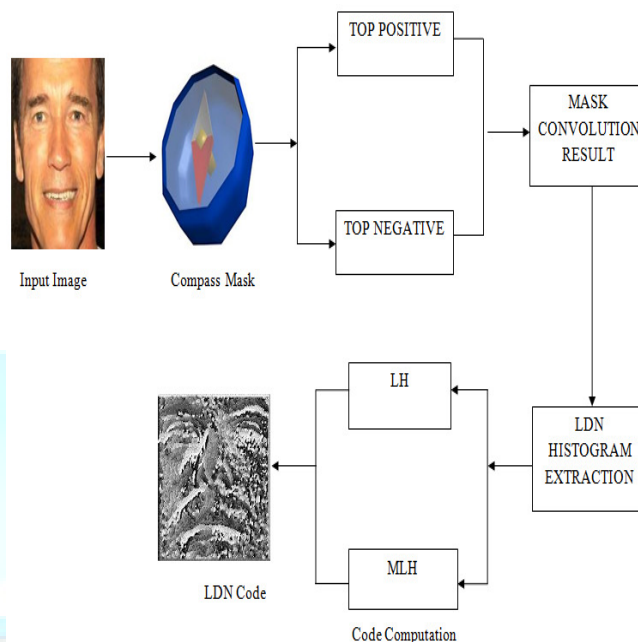 TOP POSITIVE
MASK
CONVOLUTION
RESULT
TOP NEGATIVE
Input Image
Compass Mask
LH
LDN
HISTOGRAM
EXTRACTION
MLH
LDN Code
Code Computation